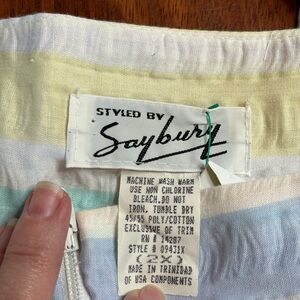 STYLED BY
Saybury
MACHINE WASH WARM
USE NON CHLORINE
BLEACH,DO NOT
IRON, TUMBLE DRY
45/55 POLY/COTTON
EXCLUSIVE OF TRIM
RN # 14287
STYLE # 09431X
(2X)
MADE IN TRINIDAD
OF USA COMPONENTS